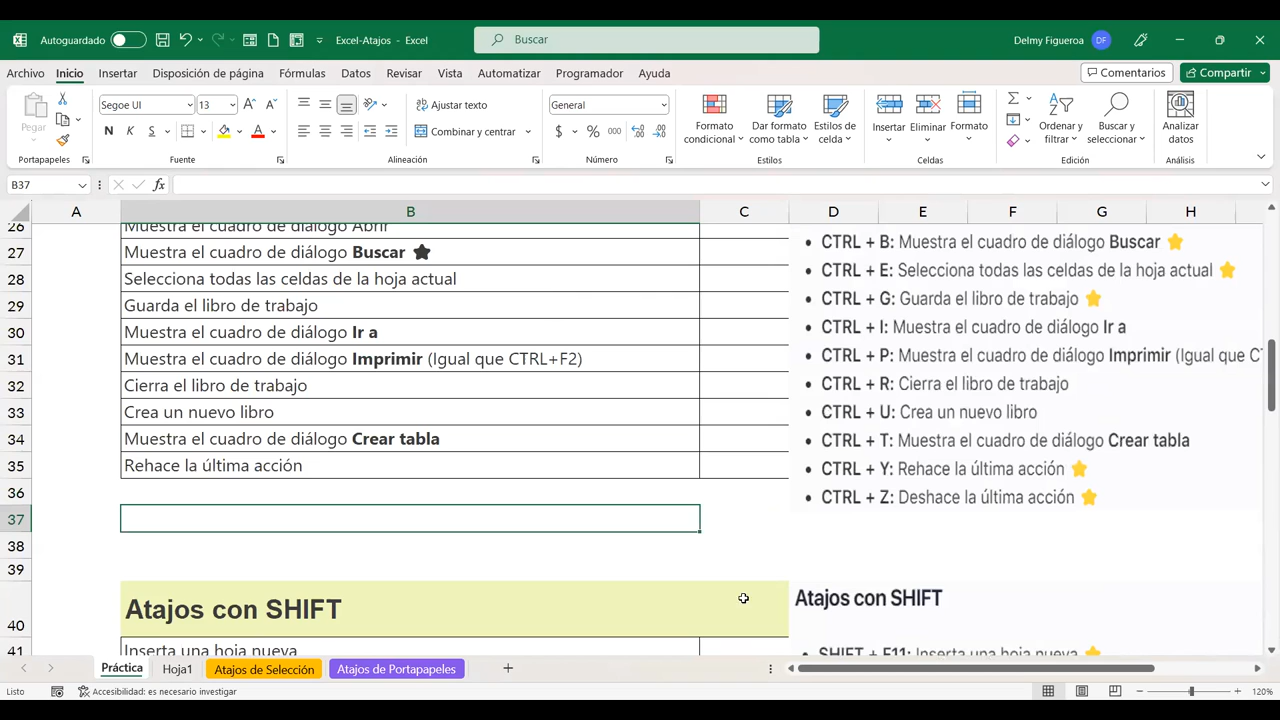 Autoguardado
Excel-Atajos - Excel
Buscar
Delmy Figueroa
DF
Archivo Inicio Insertar Disposición de página Fórmulas Datos Revisar Vista Automatizar Programador Ayuda
Comentarios
Compartir
Pegar
Segoe UI
13
N K S
Ajustar texto
Combinar y centrar
General
$ % 000
Formato
condicional
Dar formato
como tabla
Estilos de
celda
Insertar
Eliminar
Formato
Ordenar y
filtrar
Buscar y
seleccionar
Analizar
datos
Portapapeles
Fuente
Alineación
Número
Estilos
Celdas
Edición
Análisis
B37
fx
A B C D E F G H
26 Muestra el cuadro de diálogo Abrir
27 Muestra el cuadro de diálogo Buscar
28 Selecciona todas las celdas de la hoja actual
29 Guarda el libro de trabajo
30 Muestra el cuadro de diálogo Ir a
31 Muestra el cuadro de diálogo Imprimir (Igual que CTRL+F2)
32 Cierra el libro de trabajo
33 Crea un nuevo libro
34 Muestra el cuadro de diálogo Crear tabla
35 Rehace la última acción
36
37
38
39
40 Atajos con SHIFT
41 Inserta una hoja nueva
• CTRL + B: Muestra el cuadro de diálogo Buscar
• CTRL + E: Selecciona todas las celdas de la hoja actual
• CTRL + G: Guarda el libro de trabajo
• CTRL + I: Muestra el cuadro de diálogo Ir a
• CTRL + P: Muestra el cuadro de diálogo Imprimir (Igual que C
• CTRL + R: Cierra el libro de trabajo
• CTRL + U: Crea un nuevo libro
• CTRL + T: Muestra el cuadro de diálogo Crear tabla
• CTRL + Y: Rehace la última acción
• CTRL + Z: Deshace la última acción
Atajos con SHIFT
• SHIFT + F11: Inserta una hoja nueva
Práctica
Hoja1
Atajos de Selección
Atajos de Portapapeles
Listo
Accesibilidad: es necesario investigar
120%